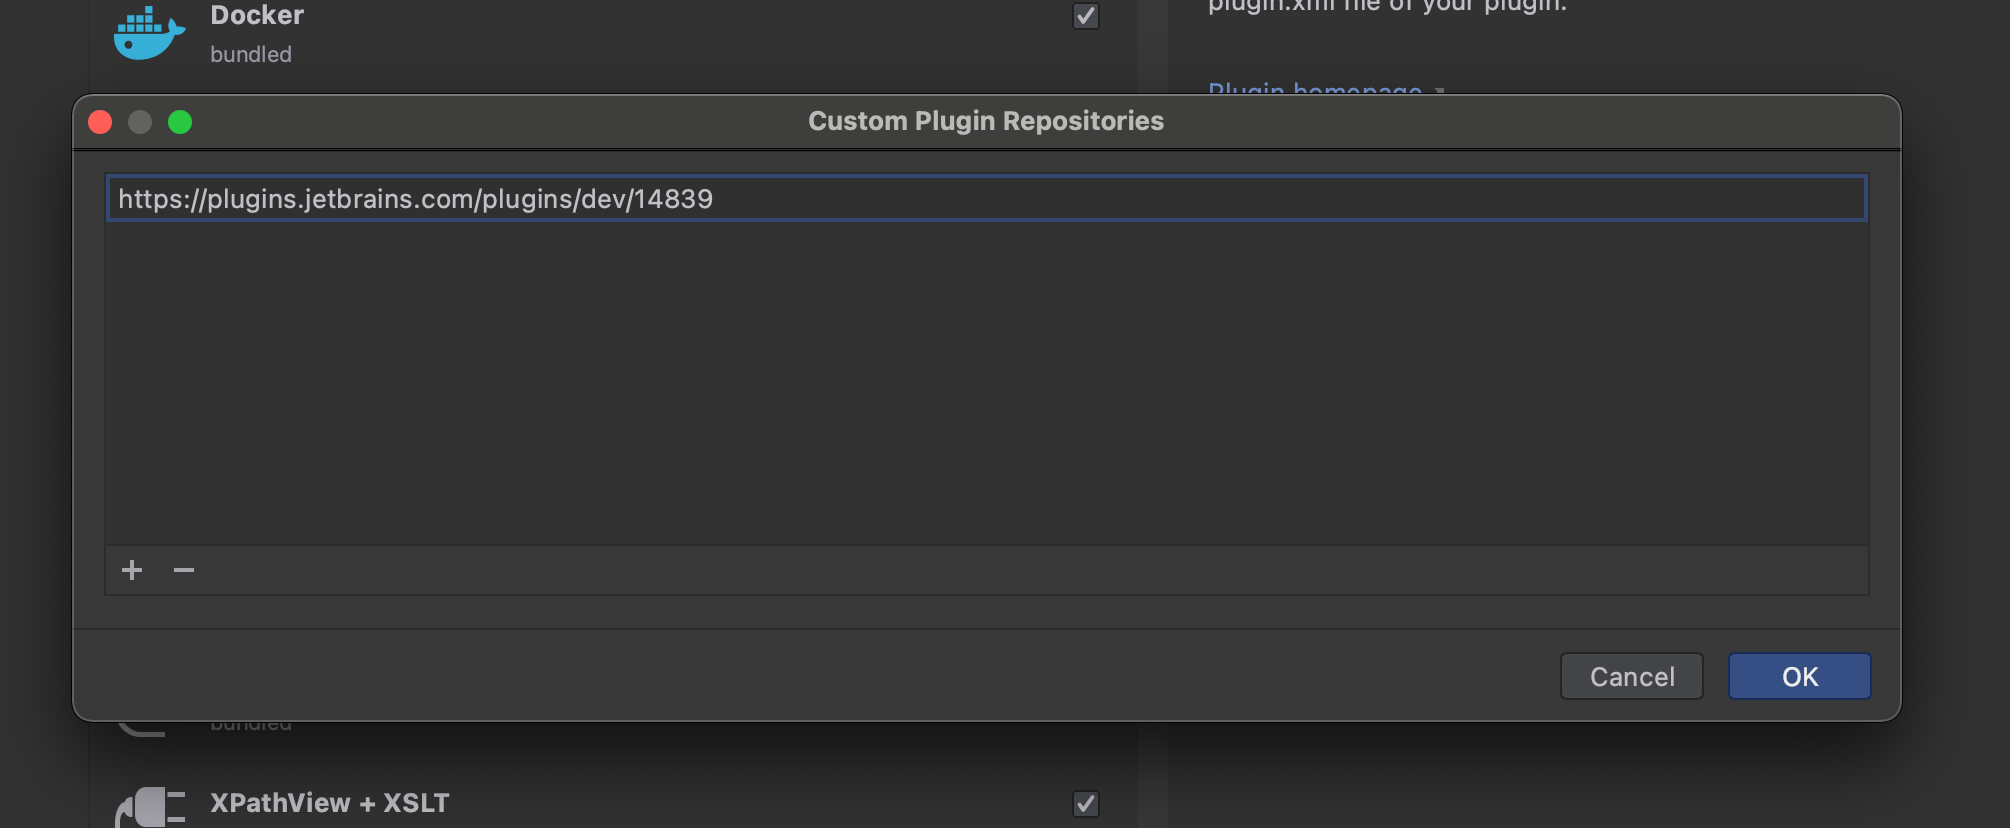 Docker
bundled
plugin.xml file of your plugin.
Plugin homepage
Custom Plugin Repositories
https://plugins.jetbrains.com/plugins/dev/14839
Cancel
OK
bundled
XPathView + XSLT